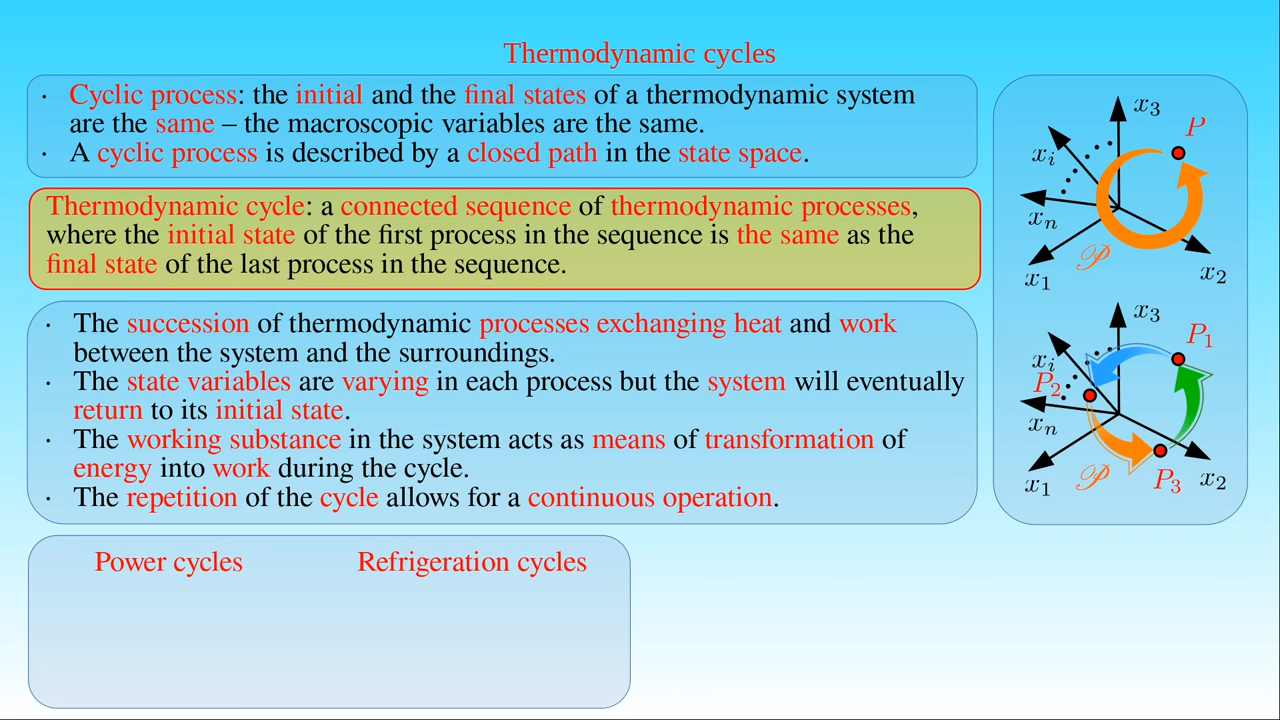 Thermodynamic cycles
· Cyclic process: the initial and the final states of a thermodynamic system
are the same – the macroscopic variables are the same.
· A cyclic process is described by a closed path in the state space.
Thermodynamic cycle: a connected sequence of thermodynamic processes,
where the initial state of the first process in the sequence is the same as the
final state of the last process in the sequence.
· The succession of thermodynamic processes exchanging heat and work
between the system and the surroundings.
· The state variables are varying in each process but the system will eventually
return to its initial state.
· The working substance in the system acts as means of transformation of
energy into work during the cycle.
· The repetition of the cycle allows for a continuous operation.
Power cycles
Refrigeration cycles
x₃
P
xᵢ
xₙ
𝒫
x₁
x₂
x₃
P₁
xᵢ
P₂
xₙ
𝒫
x₁
P₃
x₂